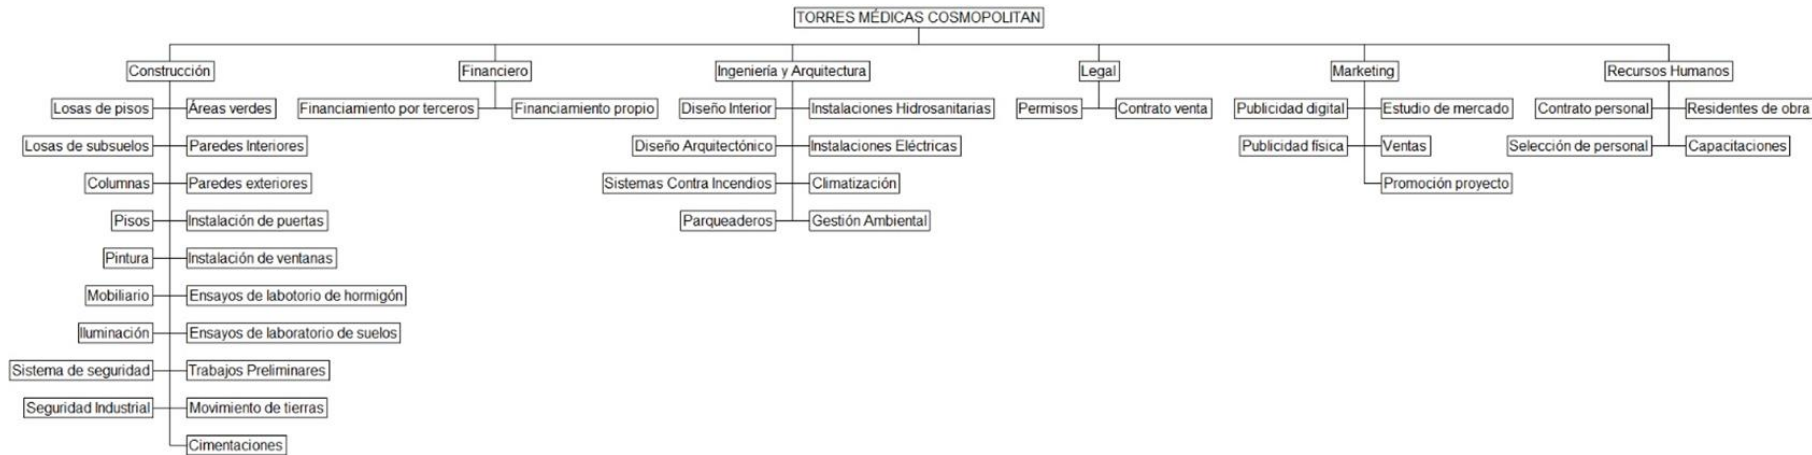 TORRES MÉDICAS COSMOPOLITAN
Construcción
Losas de pisos
Áreas verdes
Losas de subsuelos
Paredes Interiores
Columnas
Paredes exteriores
Pisos
Instalación de puertas
Pintura
Instalación de ventanas
Mobiliario
Ensayos de labotorio de hormigón
Iluminación
Ensayos de laboratorio de suelos
Sistema de seguridad
Trabajos Preliminares
Seguridad Industrial
Movimiento de tierras
Cimentaciones
Financiero
Financiamiento por terceros
Financiamiento propio
Ingeniería y Arquitectura
Diseño Interior
Instalaciones Hidrosanitarias
Diseño Arquitectónico
Instalaciones Eléctricas
Sistemas Contra Incendios
Climatización
Parqueaderos
Gestión Ambiental
Legal
Permisos
Contrato venta
Marketing
Publicidad digital
Estudio de mercado
Publicidad física
Ventas
Promoción proyecto
Recursos Humanos
Contrato personal
Residentes de obra
Selección de personal
Capacitaciones